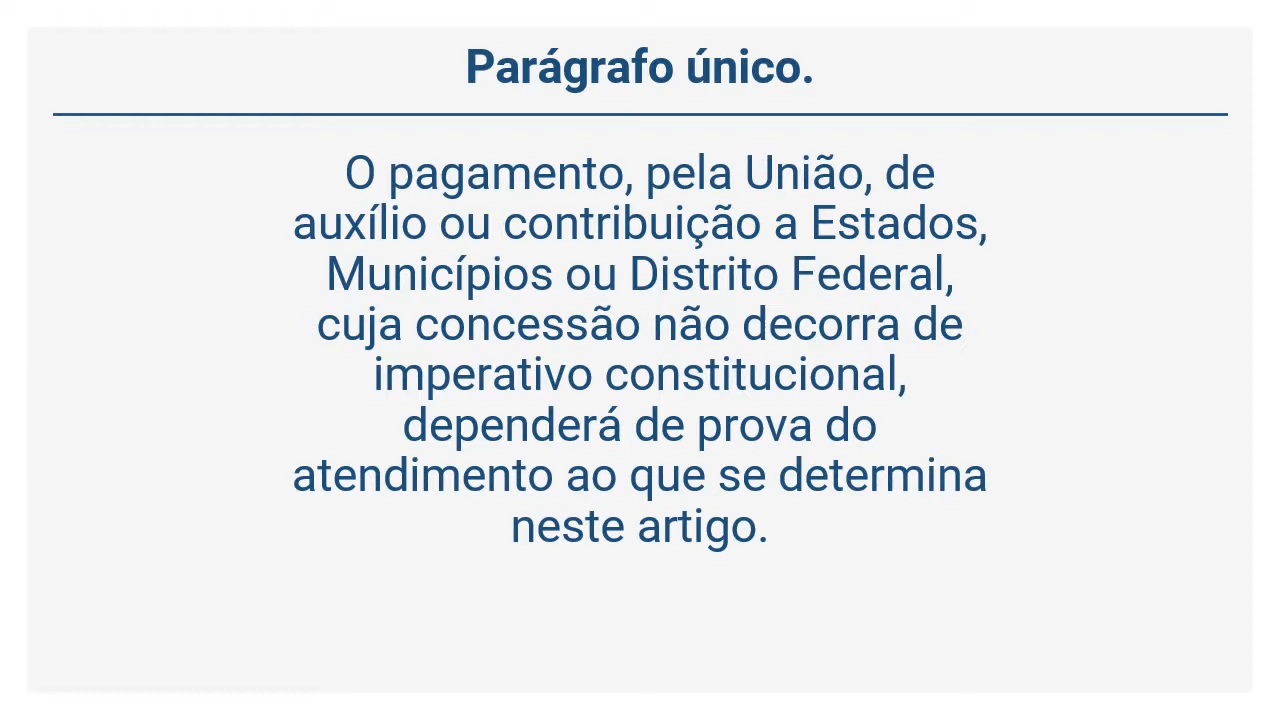 Parágrafo único.
O pagamento, pela União, de
auxílio ou contribuição a Estados,
Municípios ou Distrito Federal,
cuja concessão não decorra de
imperativo constitucional,
dependerá de prova do
atendimento ao que se determina
neste artigo.